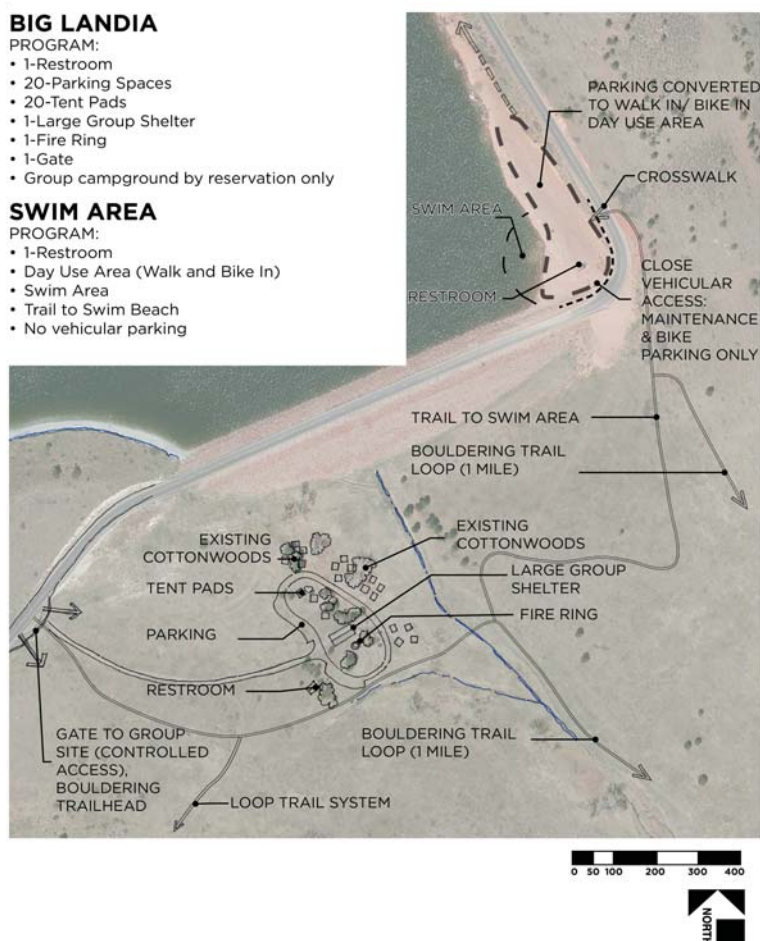 BIG LANDIA
PROGRAM:
• 1-Restroom
• 20-Parking Spaces
• 20-Tent Pads
• 1-Large Group Shelter
• 1-Fire Ring
• 1-Gate
• Group campground by reservation only
SWIM AREA
PROGRAM:
• 1-Restroom
• Day Use Area (Walk and Bike In)
• Swim Area
• Trail to Swim Beach
• No vehicular parking
PARKING CONVERTED
TO WALK IN/ BIKE IN
DAY USE AREA
CROSSWALK
SWIM AREA
RESTROOM
CLOSE
VEHICULAR
ACCESS:
MAINTENANCE
& BIKE
PARKING ONLY
TRAIL TO SWIM AREA
BOULDERING TRAIL
LOOP (1 MILE)
EXISTING
COTTONWOODS
EXISTING
COTTONWOODS
TENT PADS
LARGE GROUP
SHELTER
FIRE RING
PARKING
RESTROOM
GATE TO GROUP
SITE (CONTROLLED
ACCESS),
BOULDERING
TRAILHEAD
BOULDERING TRAIL
LOOP (1 MILE)
LOOP TRAIL SYSTEM
0 50 100 200 300 400
NORTH